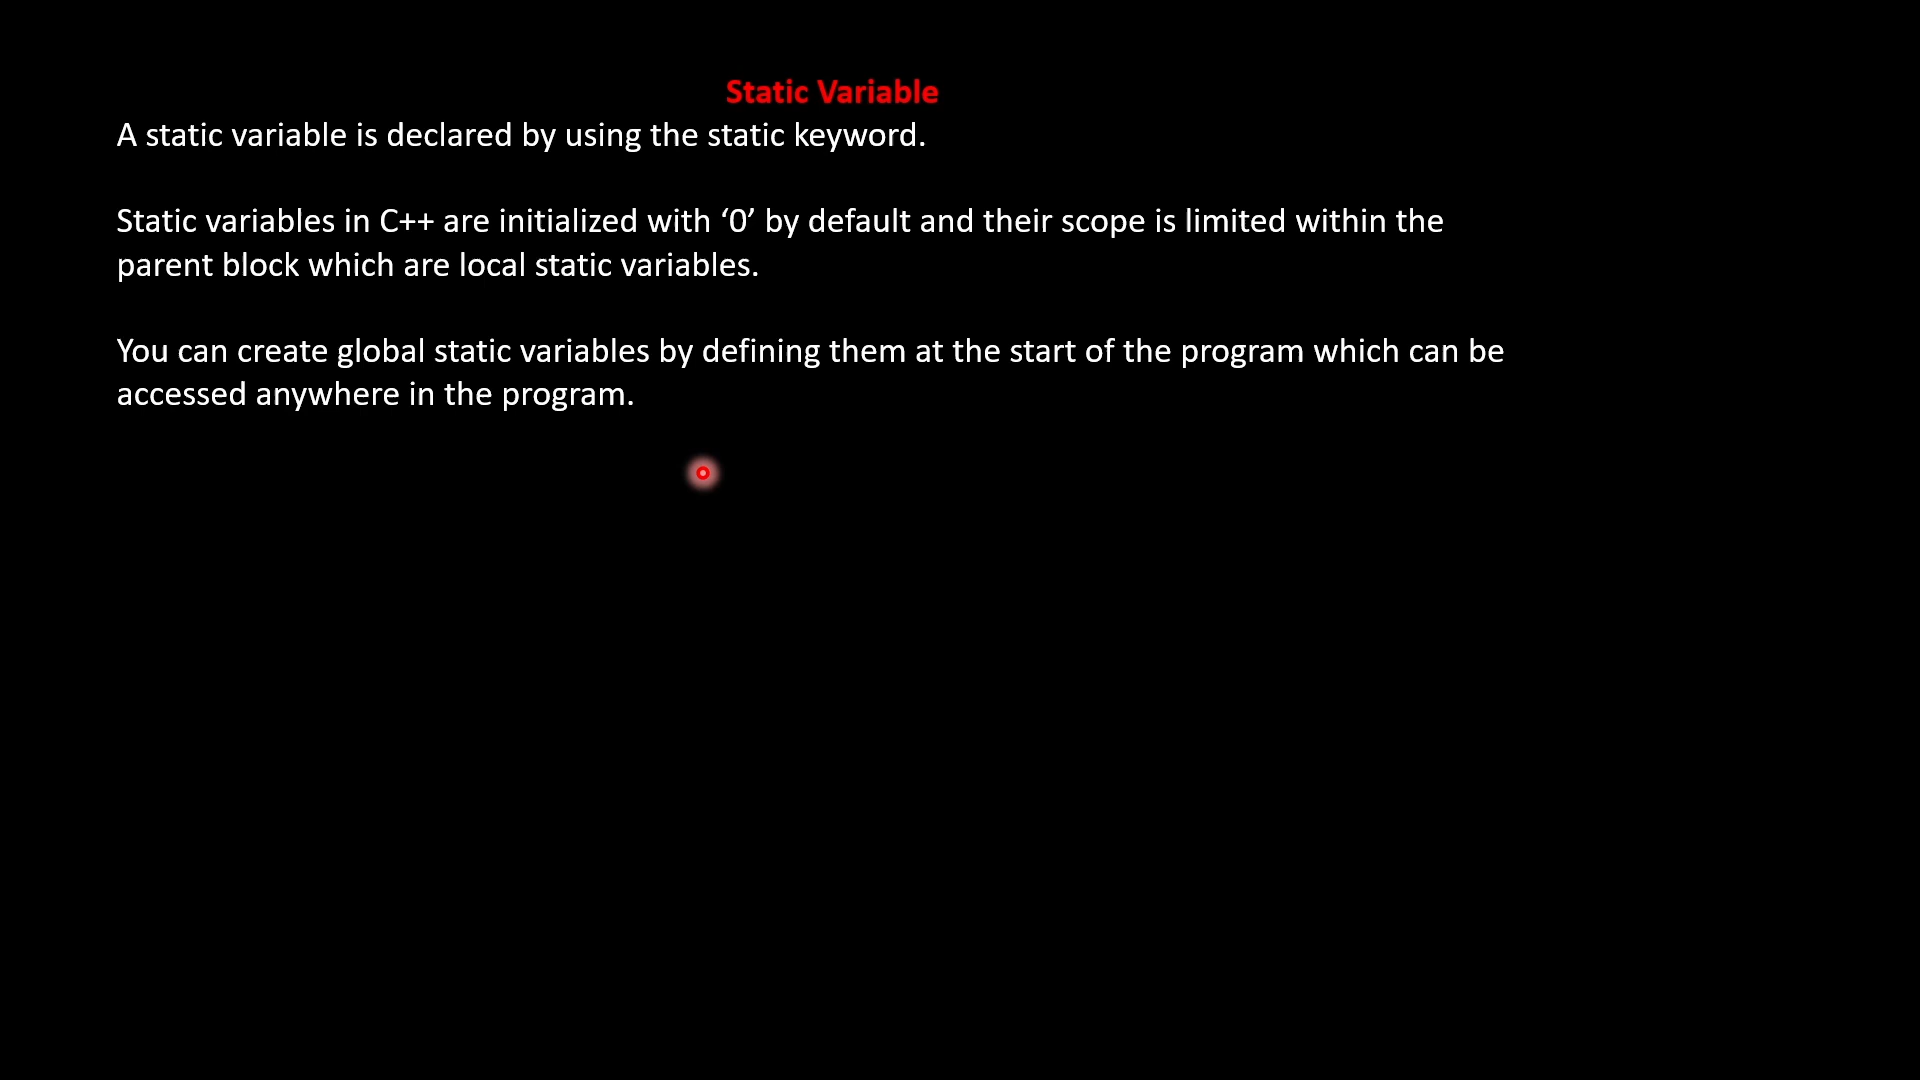 Static Variable
A static variable is declared by using the static keyword.
Static variables in C++ are initialized with ‘0’ by default and their scope is limited within the
parent block which are local static variables.
You can create global static variables by defining them at the start of the program which can be
accessed anywhere in the program.